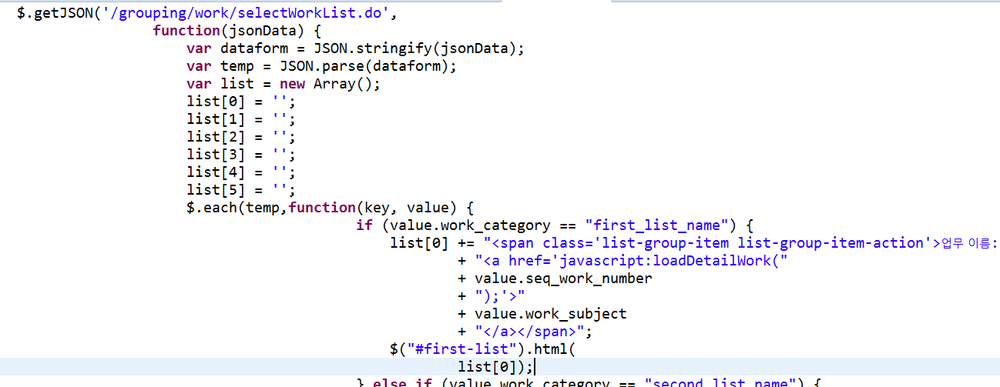 $.getJSON('/grouping/work/selectWorkList.do',
function(jsonData) {
var dataform = JSON.stringify(jsonData);
var temp = JSON.parse(dataform);
var list = new Array();
list[0] = '';
list[1] = '';
list[2] = '';
list[3] = '';
list[4] = '';
list[5] = '';
$.each(temp,function(key, value) {
if (value.work_category == "first_list_name") {
list[0] += "<span class='list-group-item list-group-item-action'>업무 이름:
+ "<a href='javascript:loadDetailWork("
+ value.seq_work_number
+ ");'>"
+ value.work_subject
+ "</a></span>";
$("#first-list").html(
list[0]);
} else if (value.work_category == "second_list_name") {